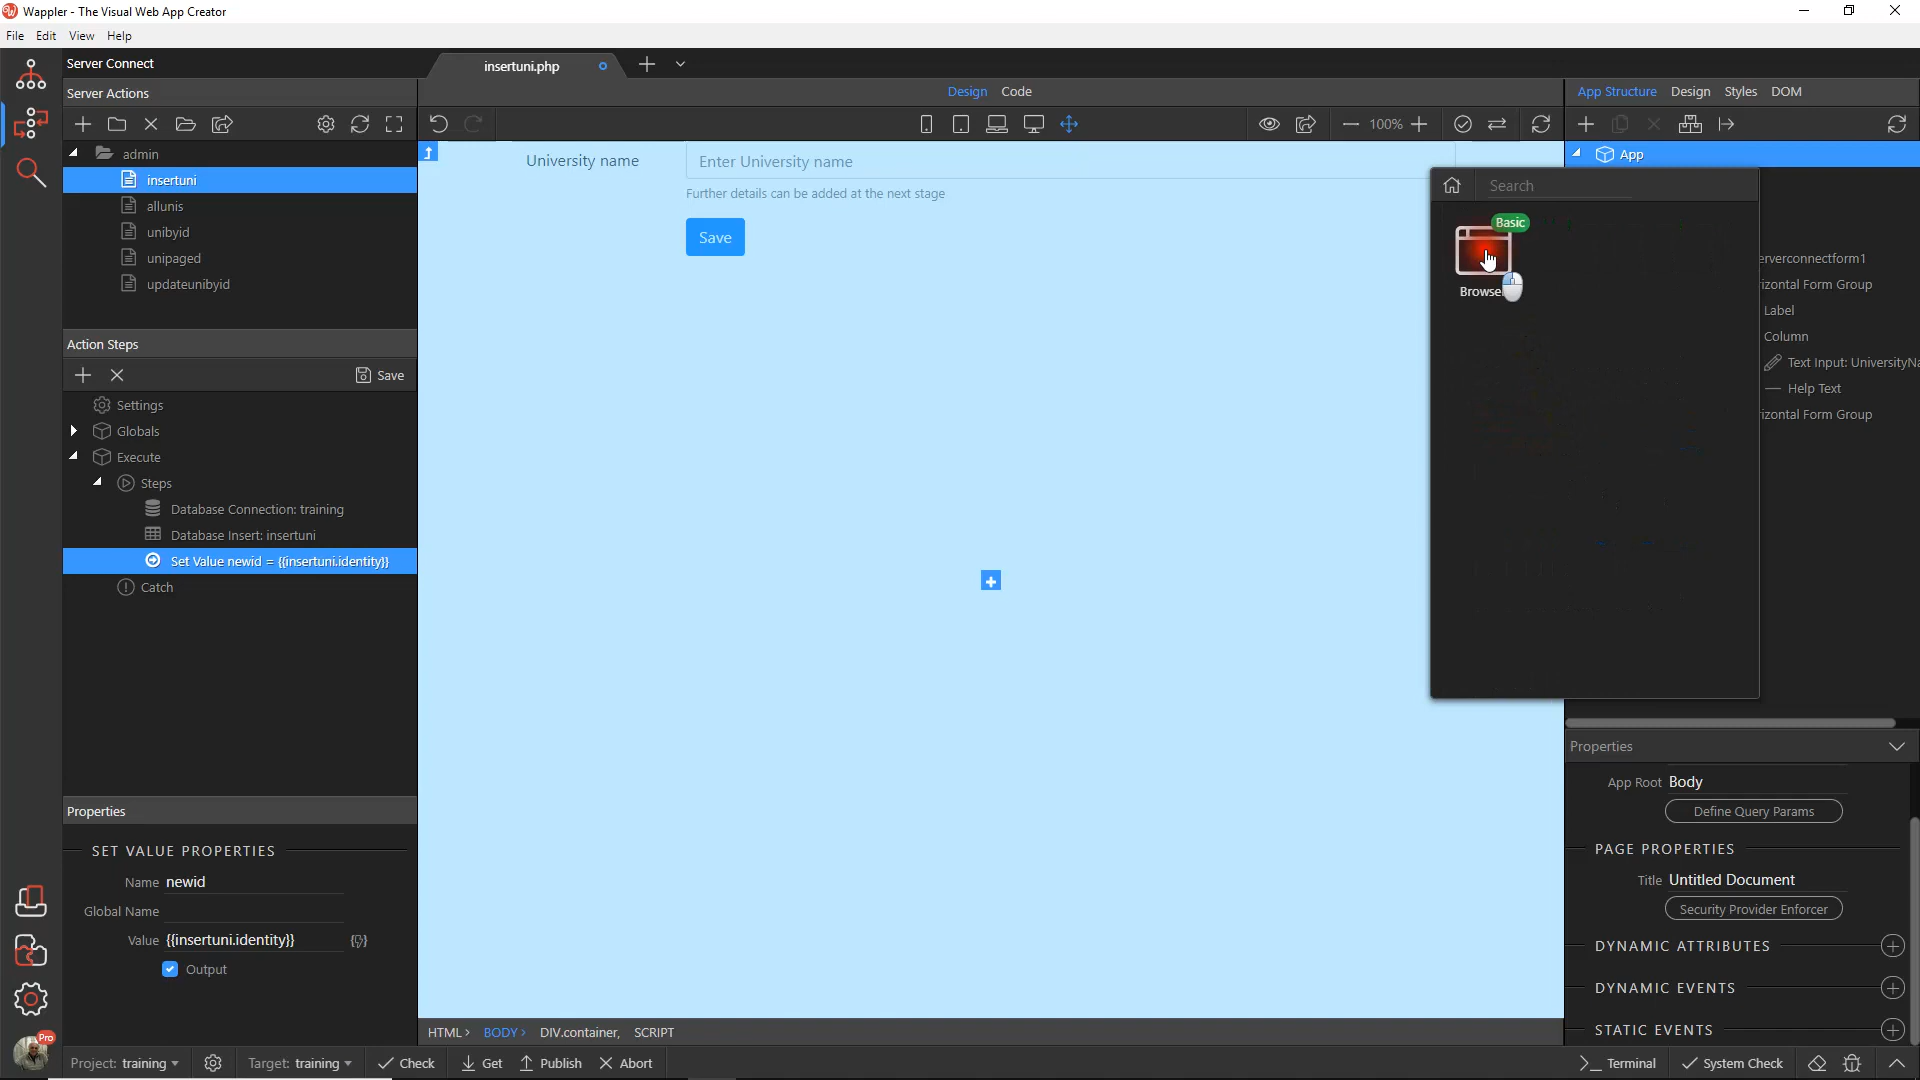 Wappler - The Visual Web App Creator
File Edit View Help
Server Connect
insertuni.php
Server Actions
Design Code
App Structure Design Styles DOM
100%
admin
App
insertuni
University name
Enter University name
Search
allunis
Further details can be added at the next stage
Basic
unibyid
Save
unipaged
erverconnectform1
updateunibyid
izontal Form Group
Browse
Label
Action Steps
Column
Save
Text Input: UniversityNa
Help Text
Settings
izontal Form Group
Globals
Execute
Steps
Database Connection: training
Database Insert: insertuni
Set Value newid = {{insertuni.identity}}
Catch
Properties
App Root Body
Define Query Params
Properties
SET VALUE PROPERTIES
PAGE PROPERTIES
Name newid
Title Untitled Document
Global Name
Security Provider Enforcer
Value {{insertuni.identity}}
DYNAMIC ATTRIBUTES
Output
DYNAMIC EVENTS
HTML> BODY> DIV.container, SCRIPT
STATIC EVENTS
Pro
Project: training
Target: training
Check
Get
Publish
Abort
Terminal
System Check